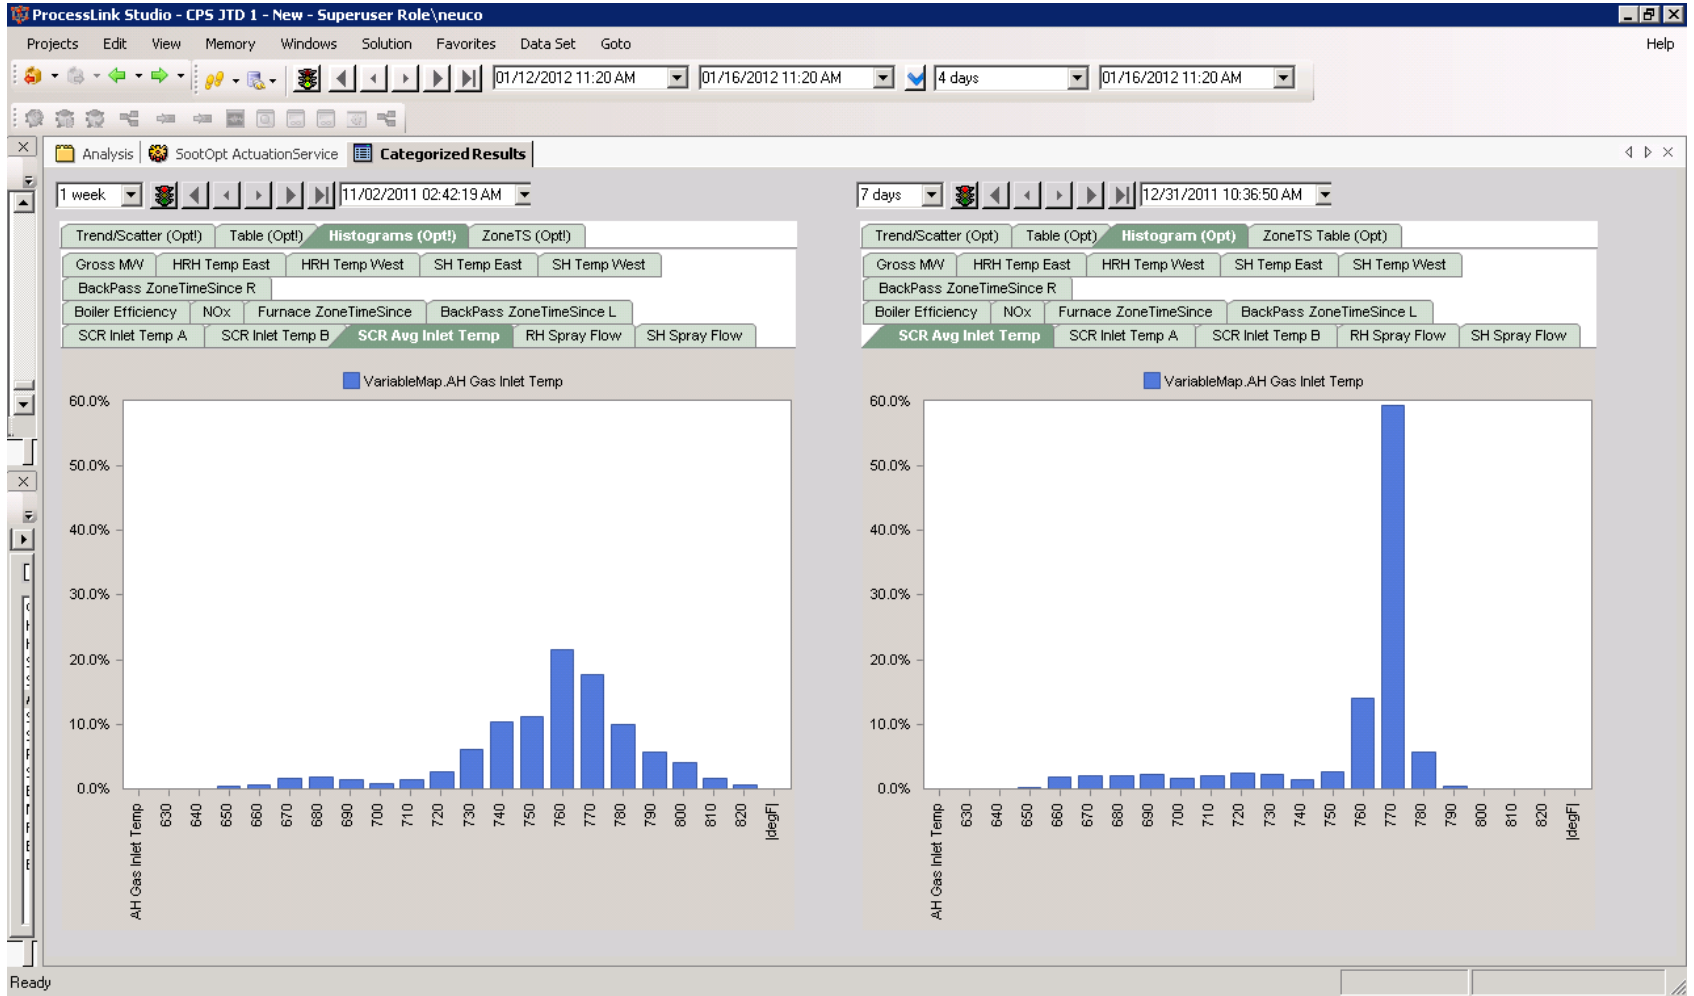 ProcessLink Studio - CPS JTD 1 - New - Superuser Role\neuco
Projects Edit View Memory Windows Solution Favorites Data Set Goto Help
01/12/2012 11:20 AM 01/16/2012 11:20 AM 4 days 01/16/2012 11:20 AM
Analysis SootOpt ActuationService Categorized Results
1 week 11/02/2011 02:42:19 AM
Trend/Scatter (Opt!) Table (Opt!) Histograms (Opt!) ZoneTS (Opt!)
Gross MW HRH Temp East HRH Temp West SH Temp East SH Temp West
BackPass ZoneTimeSince R
Boiler Efficiency NOx Furnace ZoneTimeSince BackPass ZoneTimeSince L
SCR Inlet Temp A SCR Inlet Temp B SCR Avg Inlet Temp RH Spray Flow SH Spray Flow
VariableMap.AH Gas Inlet Temp
60.0%
50.0%
40.0%
30.0%
20.0%
10.0%
0.0%
AH Gas Inlet Temp 630 640 650 660 670 680 690 700 710 720 730 740 750 760 770 780 790 800 810 820 |degF|
7 days 12/31/2011 10:36:50 AM
Trend/Scatter (Opt) Table (Opt) Histogram (Opt) ZoneTS Table (Opt)
Gross MW HRH Temp East HRH Temp West SH Temp East SH Temp West
BackPass ZoneTimeSince R
Boiler Efficiency NOx Furnace ZoneTimeSince BackPass ZoneTimeSince L
SCR Avg Inlet Temp SCR Inlet Temp A SCR Inlet Temp B RH Spray Flow SH Spray Flow
VariableMap.AH Gas Inlet Temp
60.0%
50.0%
40.0%
30.0%
20.0%
10.0%
0.0%
AH Gas Inlet Temp 630 640 650 660 670 680 690 700 710 720 730 740 750 760 770 780 790 800 810 820 |degF|
Ready